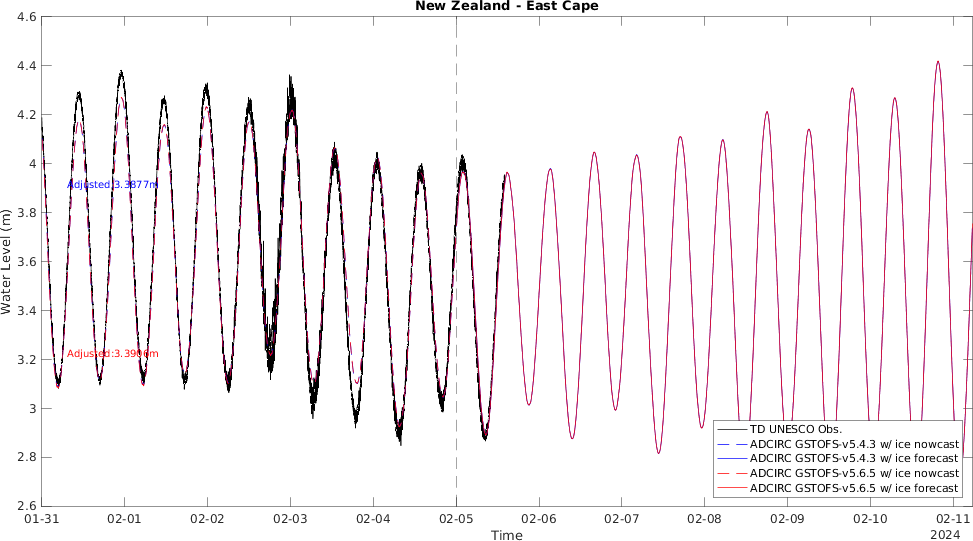 New Zealand - East Cape
4.6
4.4
4.2
4
3.8
3.6
3.4
3.2
3
2.8
2.6
Water Level (m)
Adjusted:3.3877m
Adjusted:3.3906m
TD UNESCO Obs.
ADCIRC GSTOFS-v5.4.3 w/ ice nowcast
ADCIRC GSTOFS-v5.4.3 w/ ice forecast
ADCIRC GSTOFS-v5.6.5 w/ ice nowcast
ADCIRC GSTOFS-v5.6.5 w/ ice forecast
01-31 02-01 02-02 02-03 02-04 02-05 02-06 02-07 02-08 02-09 02-10 02-11
2024
Time